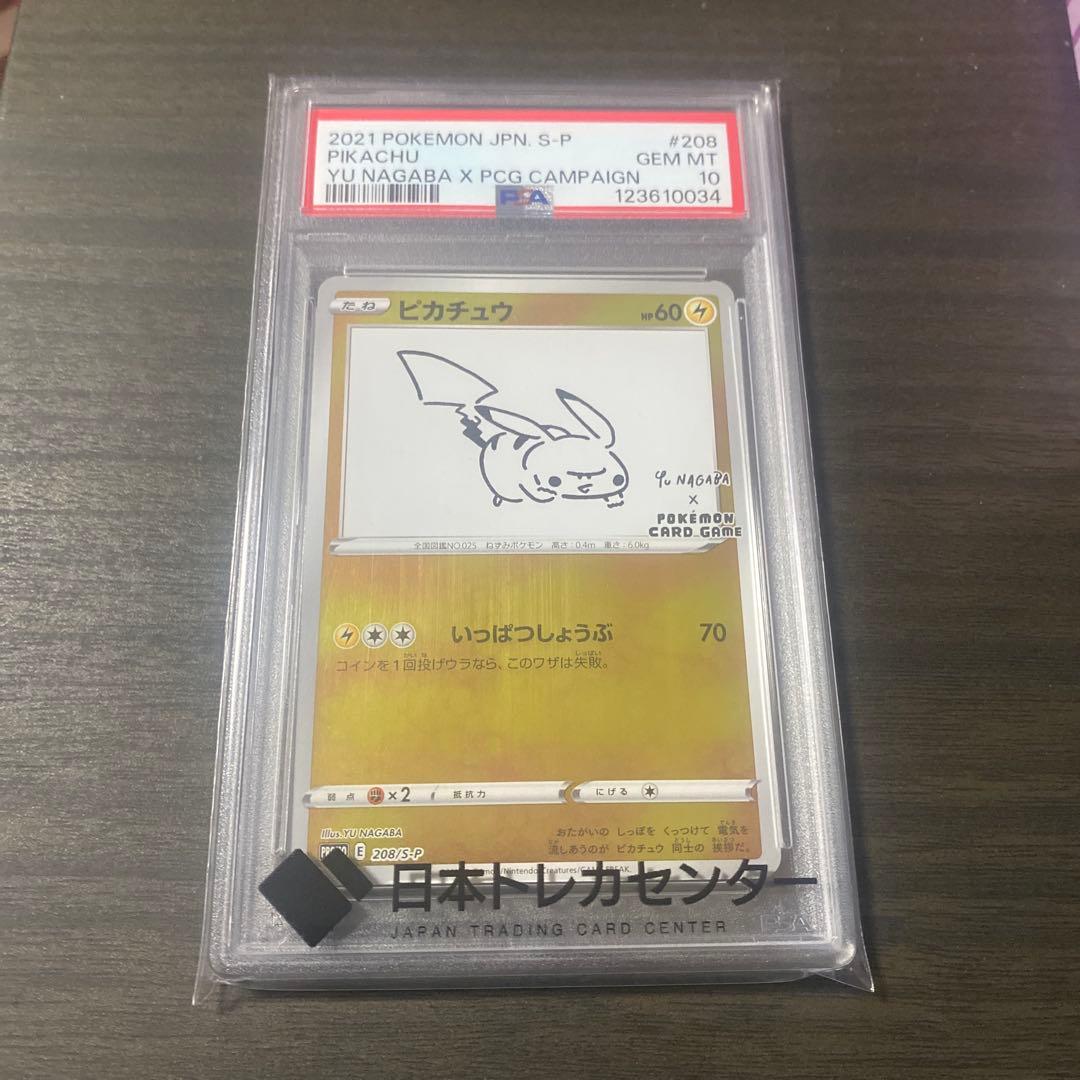 2021 POKEMON JPN. S-P #208
PIKACHU GEM MT
YU NAGABA X PCG CAMPAIGN 10
PSA 123610034
たね ピカチュウ HP60
Yu NAGABA
×
POKÉMON
CARD GAME
全国図鑑NO.025 ねずみポケモン 高さ:0.4m 重さ:6.0kg
いっぱつしょうぶ 70
コインを1回投げウラなら、このワザは失敗。
弱点 ×2 抵抗力 にげる
Illus.YU NAGABA
おたがいの しっぽを くっつけて 電気を
E 208/S-P 流しあうのが ピカチュウ 同士の 挨拶だ。
/Nintendo/Creatures/GAME FREAK.
日本トレカセンター
JAPAN TRADING CARD CENTER
PSA